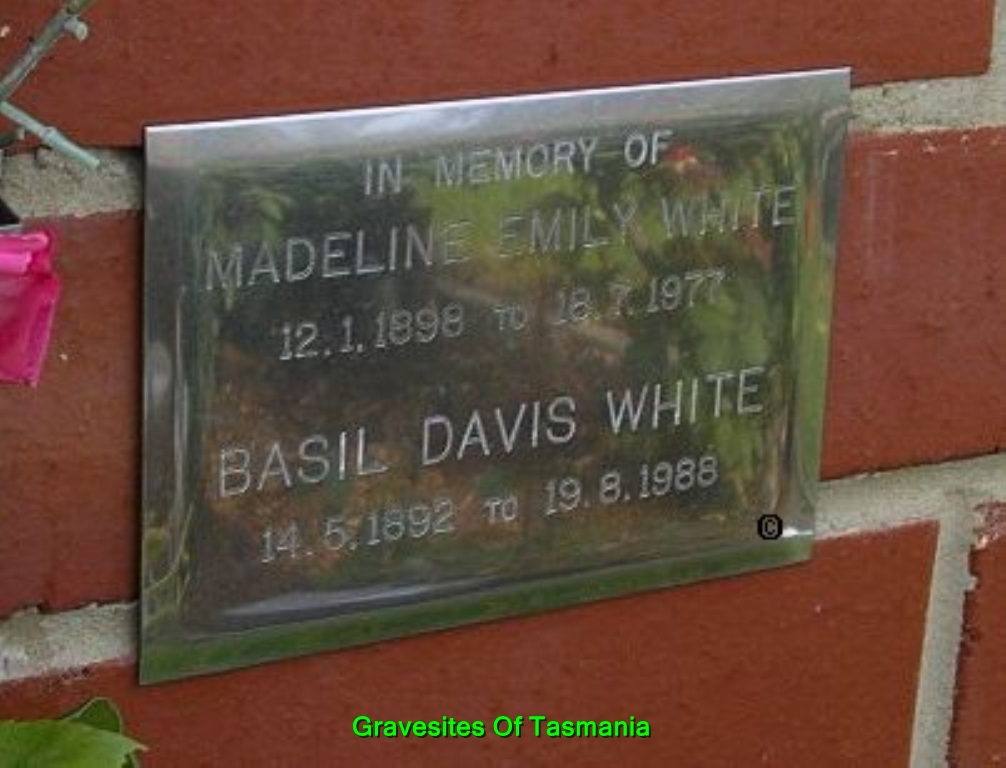 IN MEMORY OF
MADELINE EMILY WHITE
12.1.1898 TO 18.7.1977
BASIL DAVIS WHITE
14.5.1892 TO 19.8.1988
©
Gravesites Of Tasmania